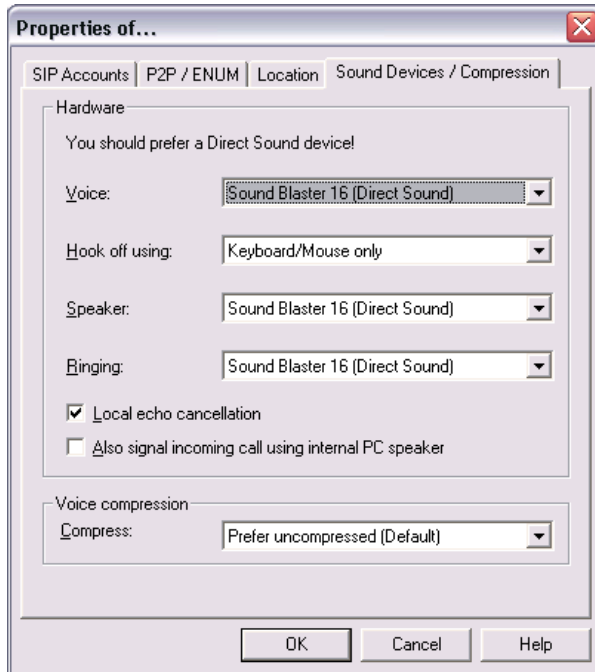 Properties of...
SIP Accounts P2P / ENUM Location Sound Devices / Compression
Hardware
You should prefer a Direct Sound device!
Voice: Sound Blaster 16 (Direct Sound)
Hook off using: Keyboard/Mouse only
Speaker: Sound Blaster 16 (Direct Sound)
Ringing: Sound Blaster 16 (Direct Sound)
Local echo cancellation
Also signal incoming call using internal PC speaker
Voice compression
Compress: Prefer uncompressed (Default)
OK Cancel Help